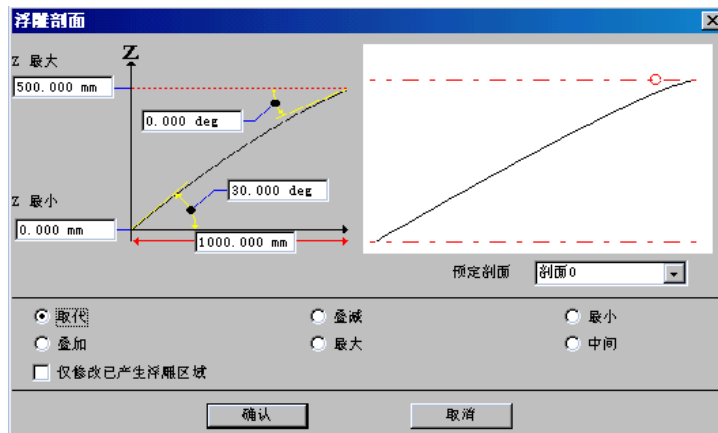 浮雕剖面
Z 最大
Z
500.000 mm
0.000 deg
30.000 deg
Z 最小
0.000 mm
1000.000 mm
预定剖面 剖面0
取代 叠减 最小
叠加 最大 中间
仅修改已产生浮雕区域
确认 取消